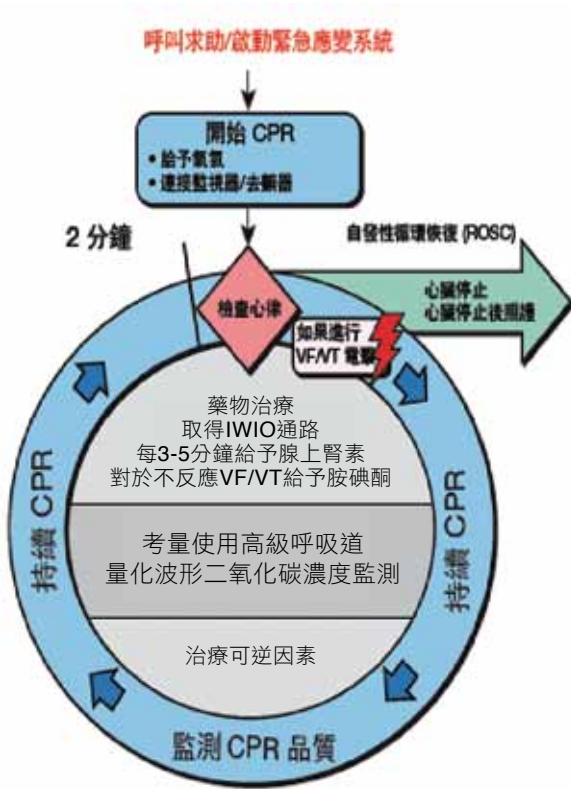 呼叫求助/啟動緊急應變系統
開始 CPR
• 給予氧氣
• 連接監視器/去顫器
2 分鐘
自發性循環恢復 (ROSC)
檢查心律
心臟停止
心臟停止後照護
如果進行
VF/VT 電擊
藥物治療
取得IWIO通路
每3-5分鐘給予腺上腎素
對於不反應VF/VT給予胺碘酮
持續 CPR
持續 CPR
考量使用高級呼吸道
量化波形二氧化碳濃度監測
治療可逆因素
監測 CPR 品質